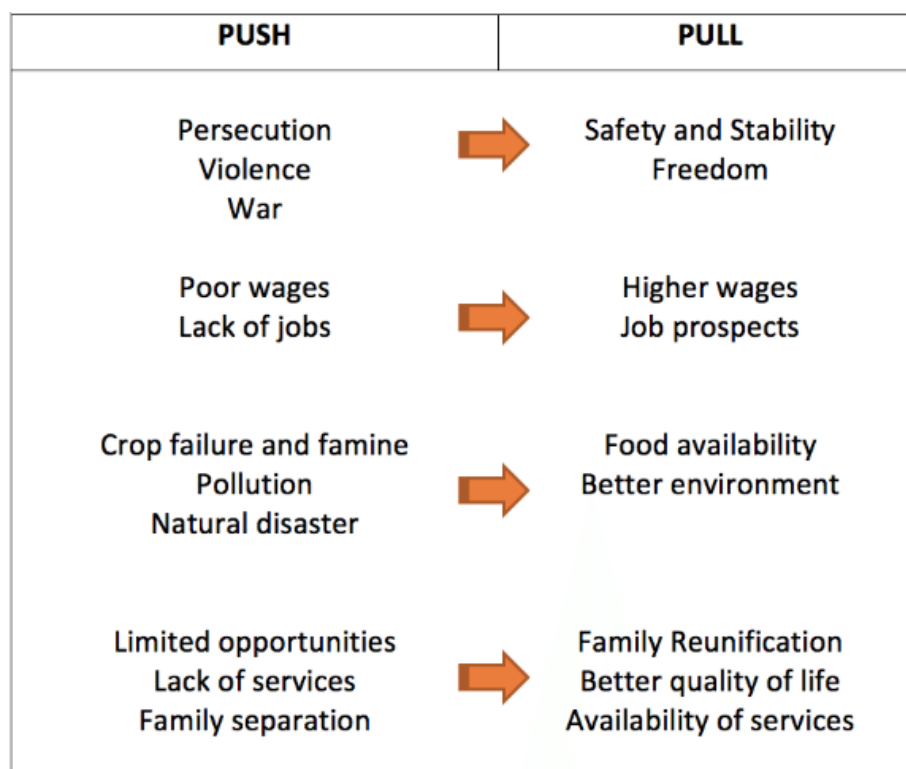 PUSH PULL
Persecution
Violence
War
Safety and Stability
Freedom
Poor wages
Lack of jobs
Higher wages
Job prospects
Crop failure and famine
Pollution
Natural disaster
Food availability
Better environment
Limited opportunities
Lack of services
Family separation
Family Reunification
Better quality of life
Availability of services